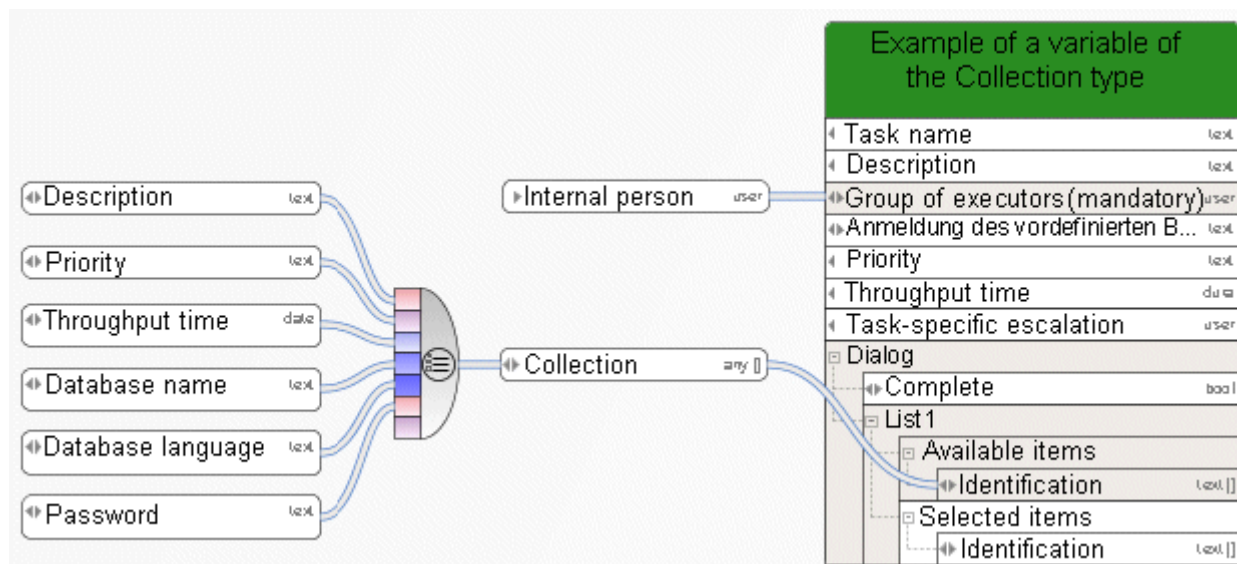 Description text
Priority text
Throughput time date
Database name text
Database language text
Password text
Internal person user
Collection any []
Example of a variable of
the Collection type
Task name text
Description text
Group of executors(mandatory) user
Anmeldung des vordefinierten B... text
Priority text
Throughput time dura
Task-specific escalation user
Dialog
Complete bool
List1
Available items
Identification text []
Selected items
Identification text []